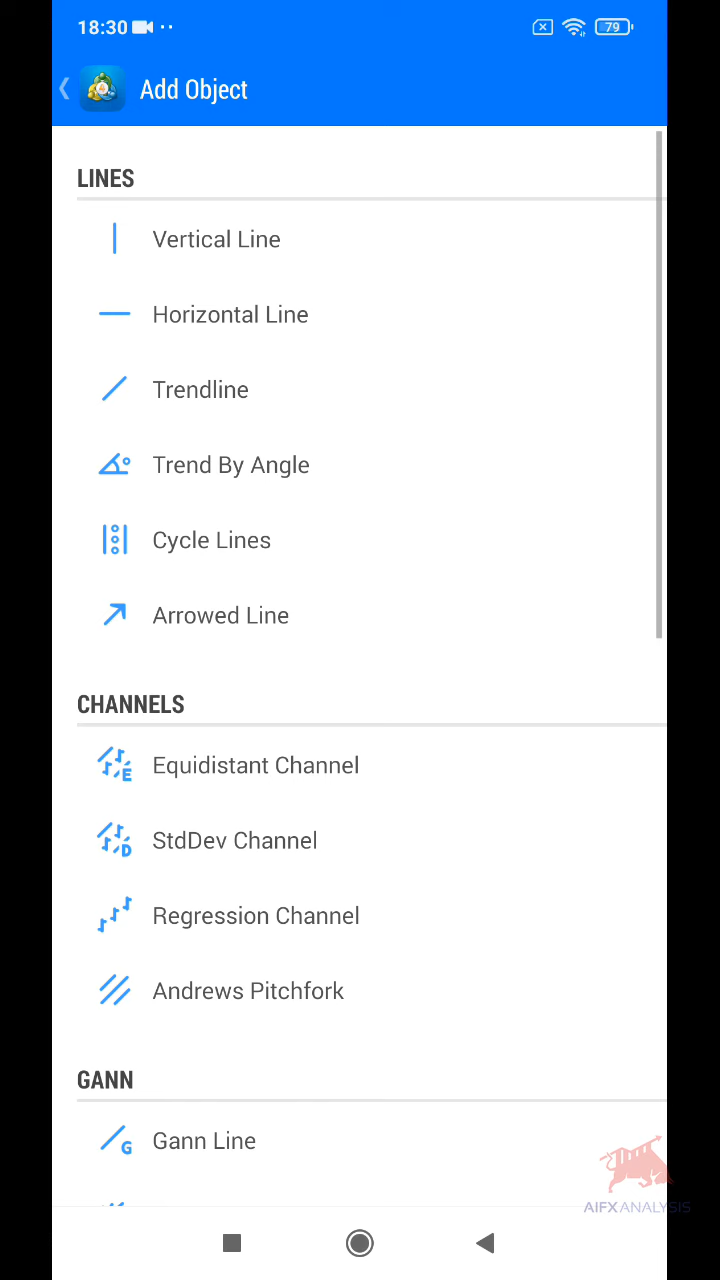 18:30
79
Add Object
LINES
Vertical Line
Horizontal Line
Trendline
Trend By Angle
Cycle Lines
Arrowed Line
CHANNELS
E
Equidistant Channel
D
StdDev Channel
Regression Channel
Andrews Pitchfork
GANN
G
Gann Line
AIFXANALYSIS